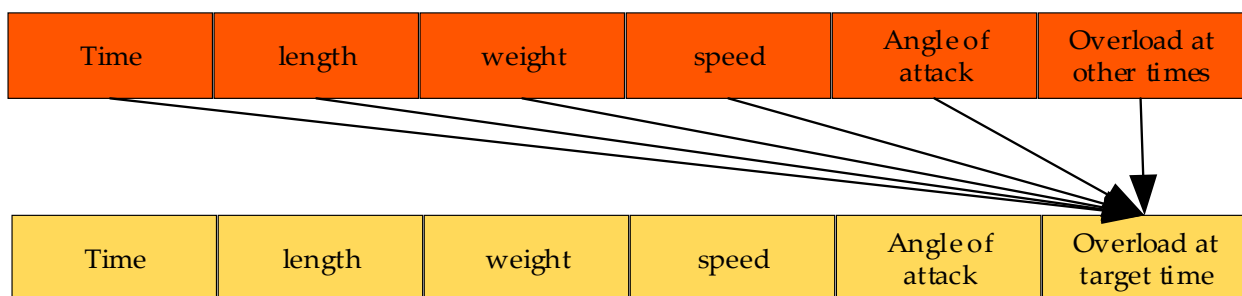 Time
length
weight
speed
Angle of
attack
Overload at
other times
Time
length
weight
speed
Angle of
attack
Overload at
target time